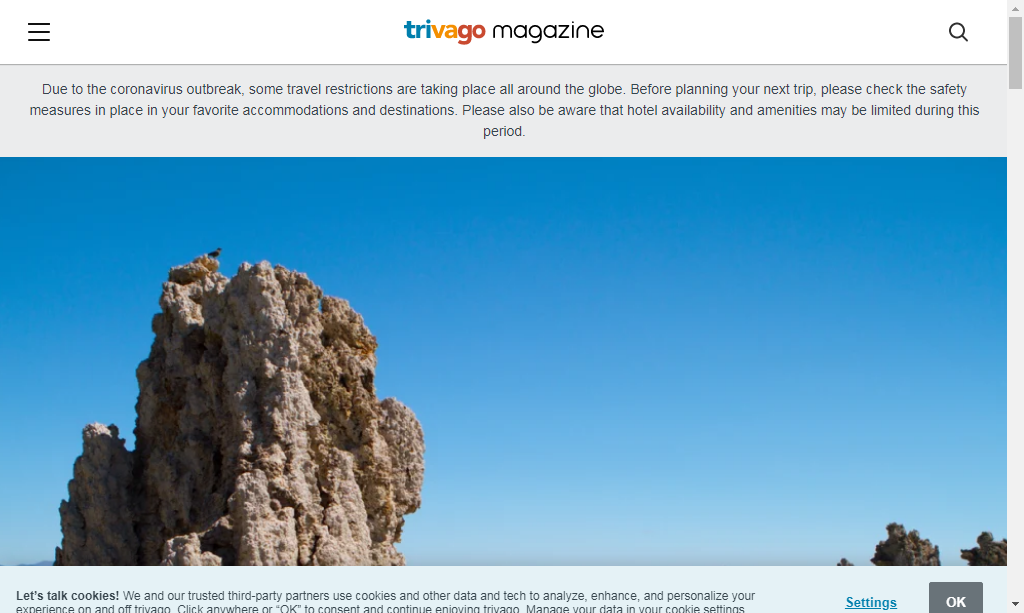 trivago magazine
Due to the coronavirus outbreak, some travel restrictions are taking place all around the globe. Before planning your next trip, please check the safety
measures in place in your favorite accommodations and destinations. Please also be aware that hotel availability and amenities may be limited during this
period.
Let's talk cookies! We and our trusted third-party partners use cookies and other data and tech to analyze, enhance, and personalize your
experience on and off trivago. Click anywhere or “OK” to consent and continue enjoying trivago. Manage your data in your cookie settings
Settings
OK